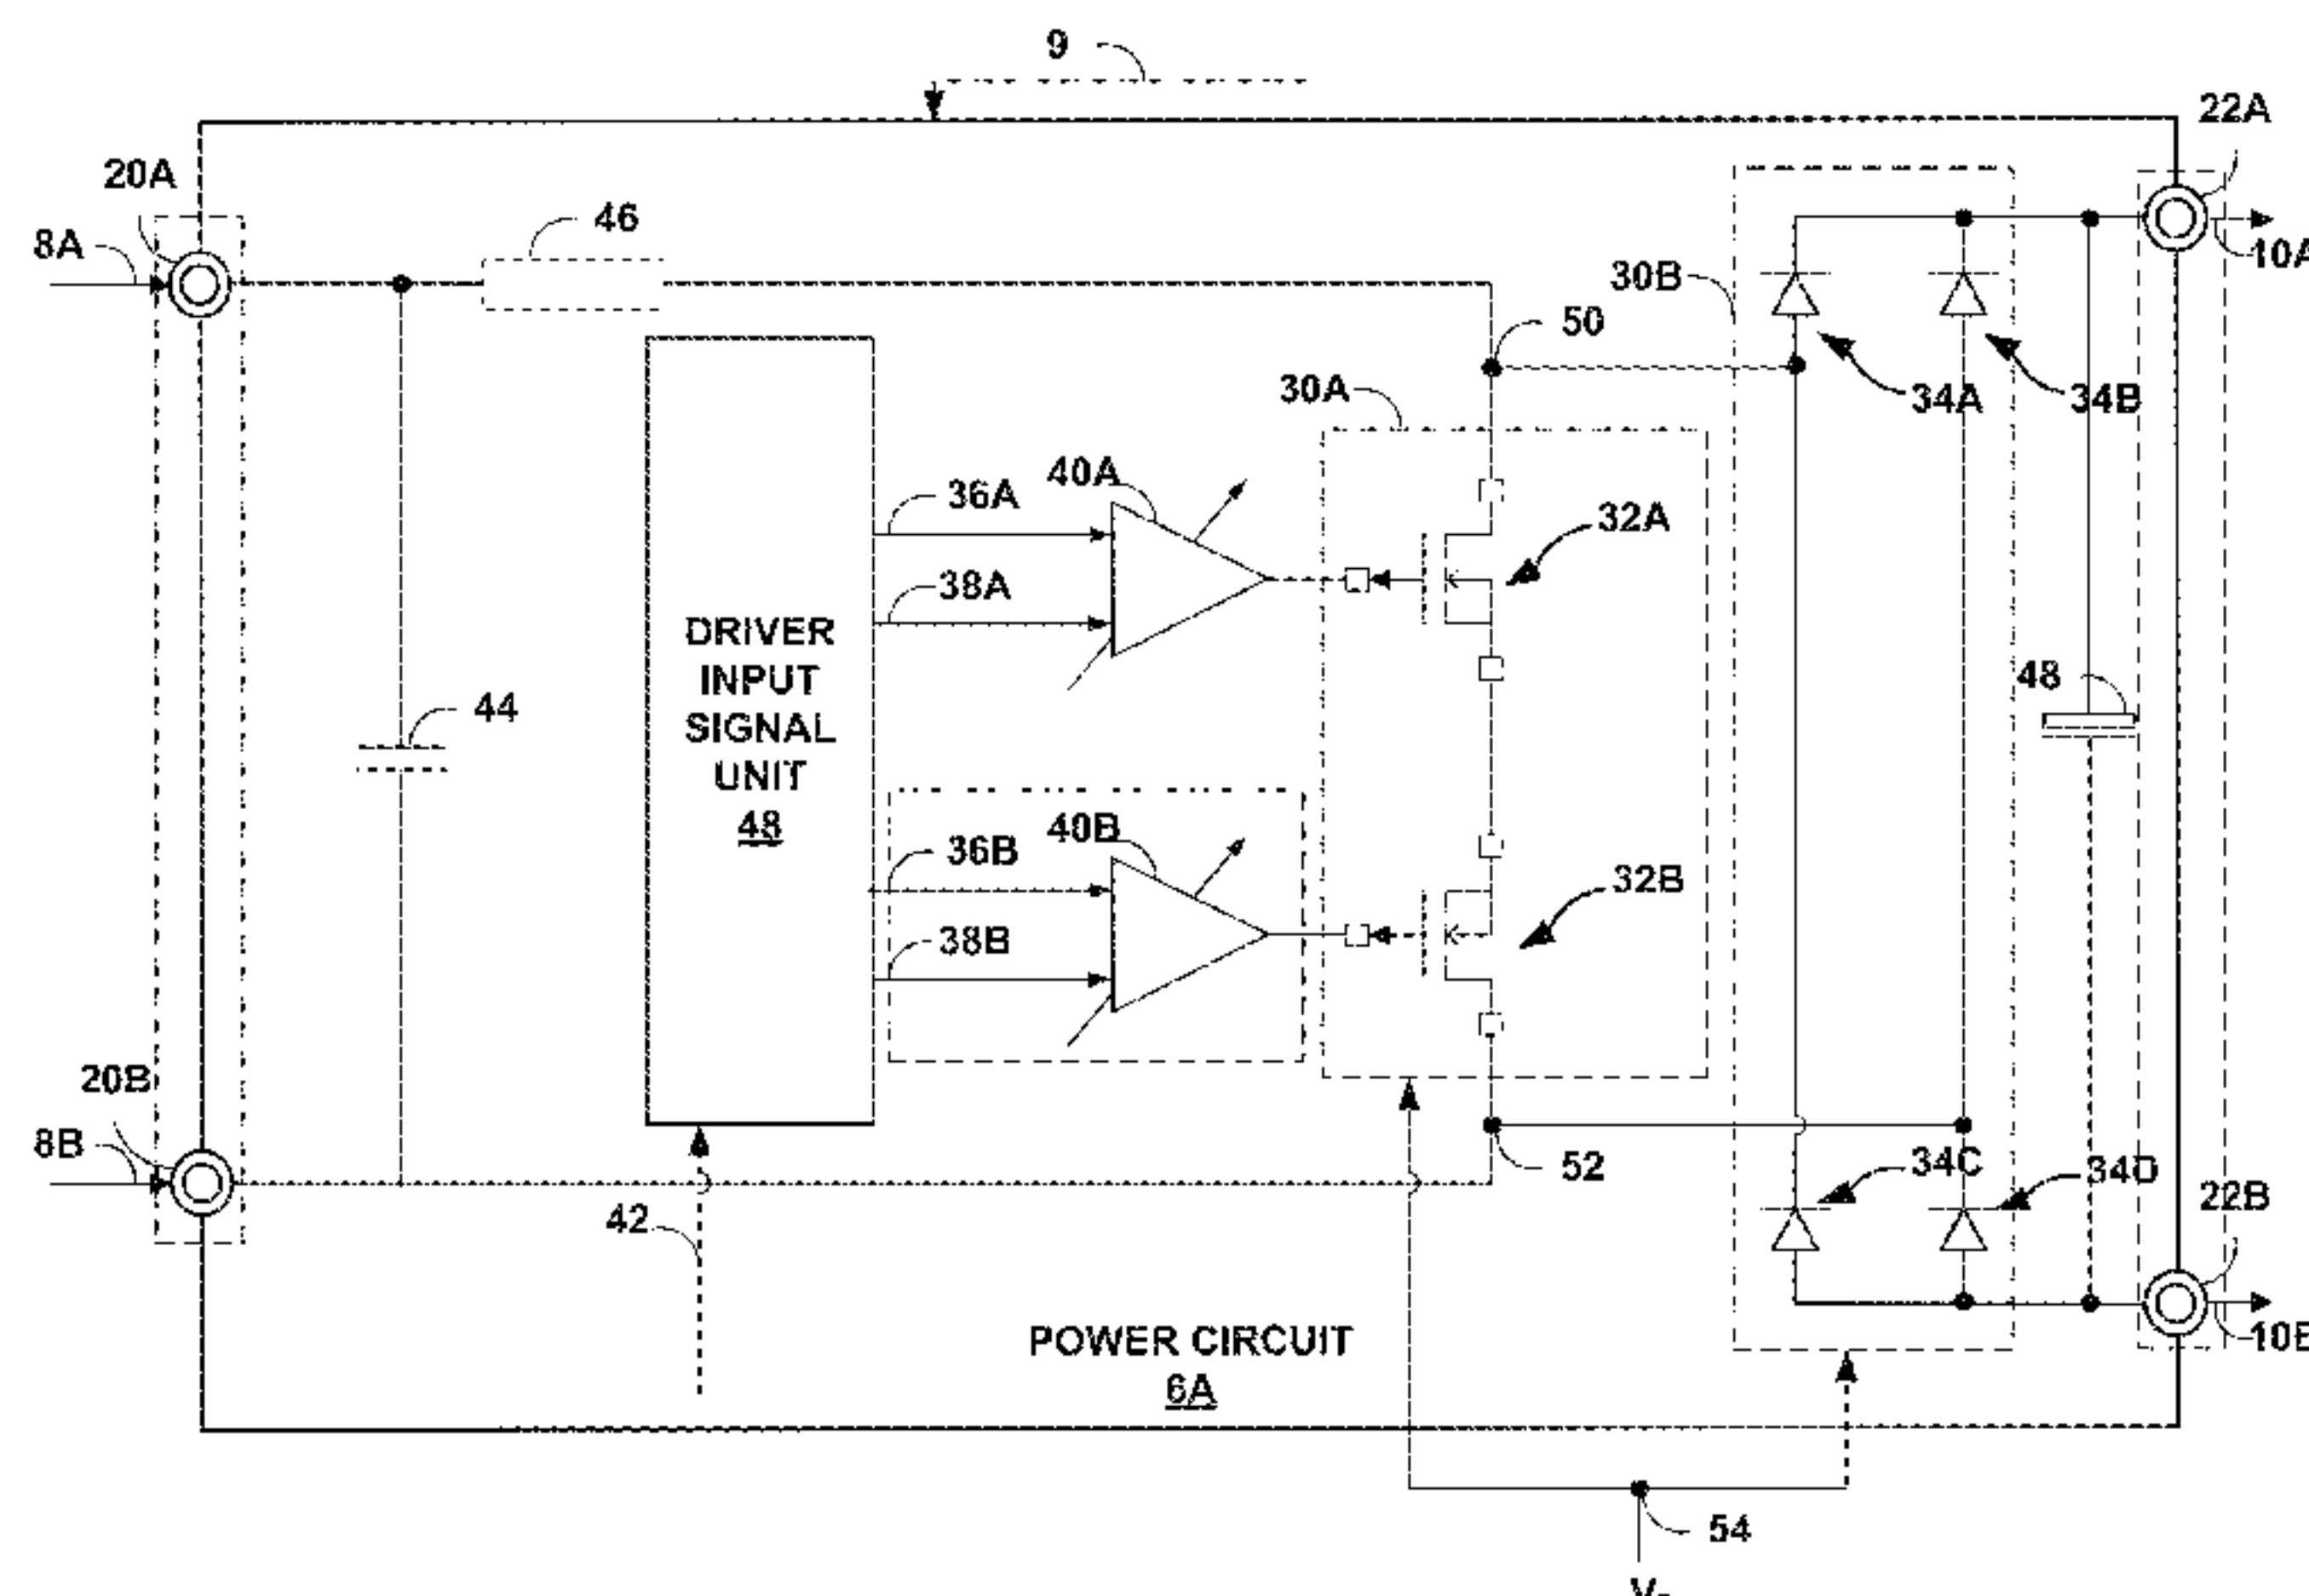 9
22A
20A
46
8A
10A
30B
50
34A
34B
30A
40A
36A
32A
38A
DRIVER
INPUT
SIGNAL
UNIT
48
48
44
40B
36B
32B
38B
20B
8B
52
34C
34D
22B
42
POWER CIRCUIT
6A
54